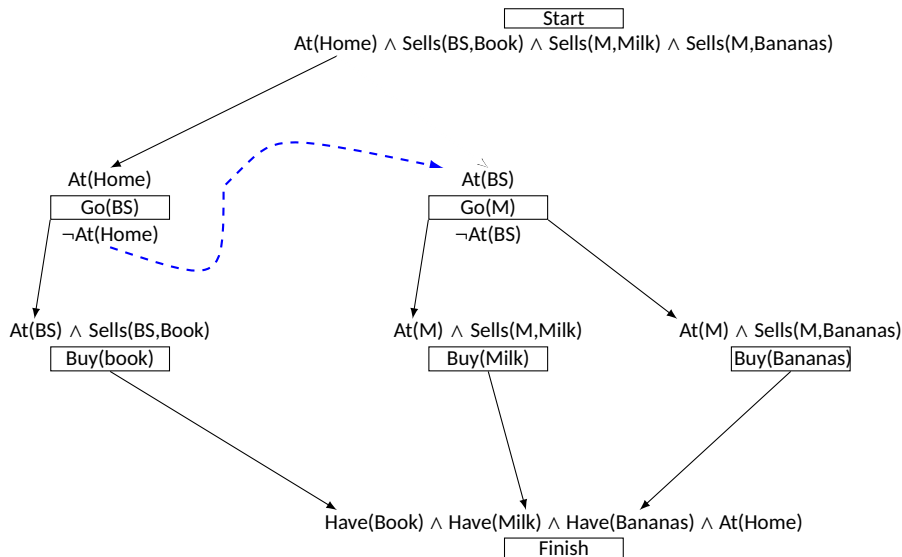 Start
At(Home) ∧ Sells(BS,Book) ∧ Sells(M,Milk) ∧ Sells(M,Bananas)
At(Home)
Go(BS)
¬At(Home)
At(BS)
Go(M)
¬At(BS)
At(BS) ∧ Sells(BS,Book)
Buy(book)
At(M) ∧ Sells(M,Milk)
Buy(Milk)
At(M) ∧ Sells(M,Bananas)
Buy(Bananas)
Have(Book) ∧ Have(Milk) ∧ Have(Bananas) ∧ At(Home)
Finish